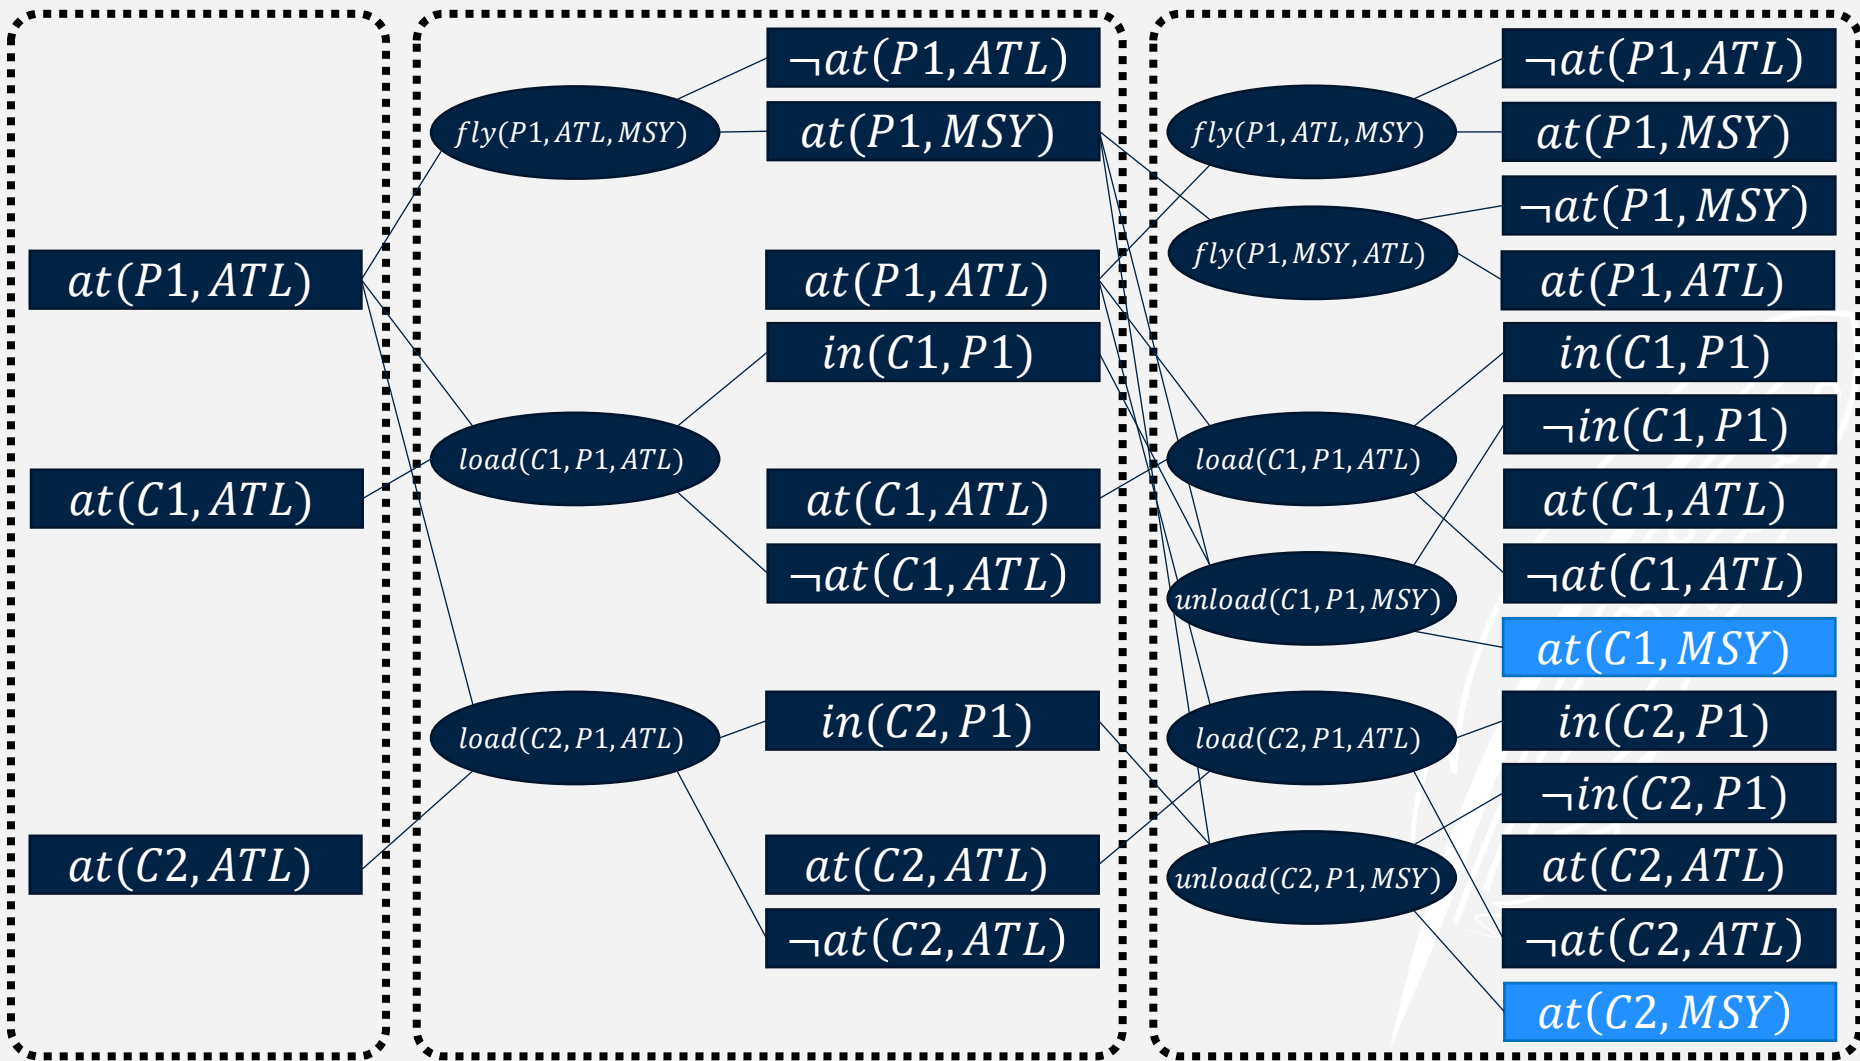 at(P1, ATL)
at(C1, ATL)
at(C2, ATL)
fly(P1, ATL, MSY)
load(C1, P1, ATL)
load(C2, P1, ATL)
¬at(P1, ATL)
at(P1, MSY)
at(P1, ATL)
in(C1, P1)
at(C1, ATL)
¬at(C1, ATL)
in(C2, P1)
at(C2, ATL)
¬at(C2, ATL)
fly(P1, ATL, MSY)
fly(P1, MSY, ATL)
load(C1, P1, ATL)
unload(C1, P1, MSY)
load(C2, P1, ATL)
unload(C2, P1, MSY)
¬at(P1, ATL)
at(P1, MSY)
¬at(P1, MSY)
at(P1, ATL)
in(C1, P1)
¬in(C1, P1)
at(C1, ATL)
¬at(C1, ATL)
at(C1, MSY)
in(C2, P1)
¬in(C2, P1)
at(C2, ATL)
¬at(C2, ATL)
at(C2, MSY)